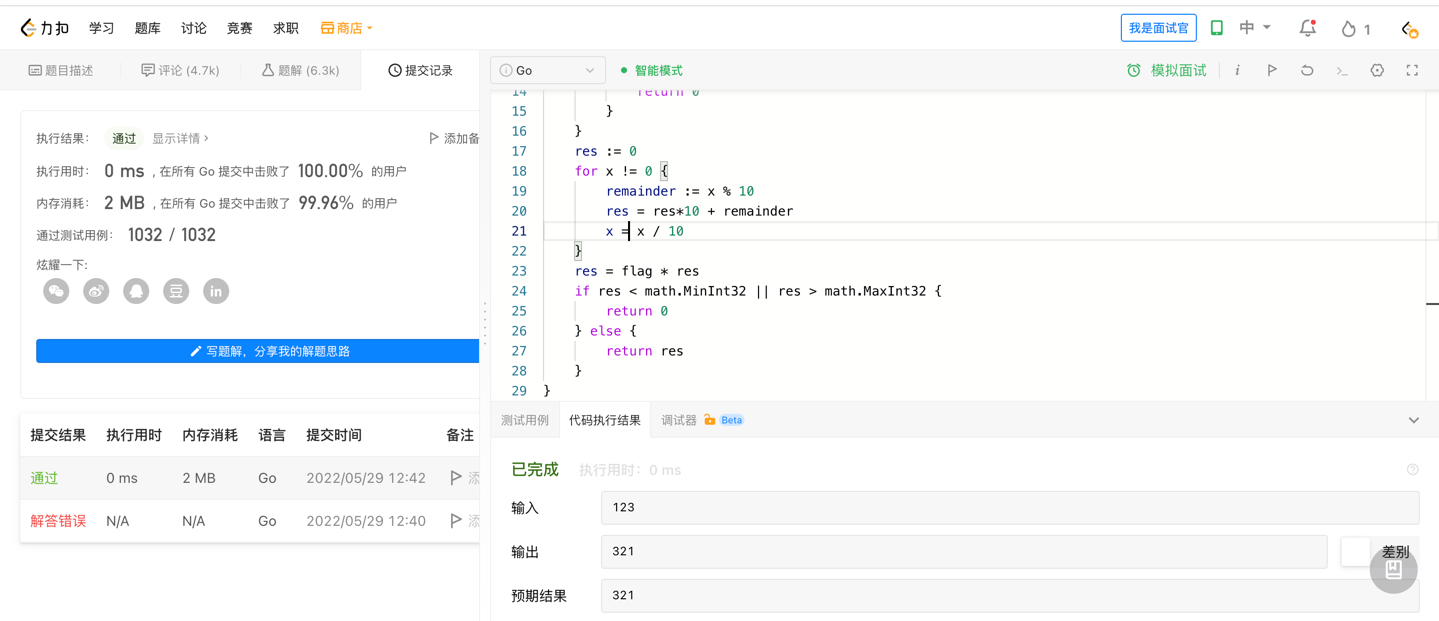 力扣 学习 题库 讨论 竞赛 求职 商店 我是面试官 中 1
题目描述 评论 (4.7k) 题解 (6.3k) 提交记录
执行结果： 通过 显示详情 › 添加备
执行用时： 0 ms , 在所有 Go 提交中击败了 100.00% 的用户
内存消耗： 2 MB , 在所有 Go 提交中击败了 99.96% 的用户
通过测试用例： 1032 / 1032
炫耀一下:
豆 in
写题解，分享我的解题思路
提交结果 执行用时 内存消耗 语言 提交时间 备注
通过 0 ms 2 MB Go 2022/05/29 12:42 添
解答错误 N/A N/A Go 2022/05/29 12:40 添
Go 智能模式 模拟面试 i
14 return 0
15 }
16 }
17 res := 0
18 for x != 0 {
19 remainder := x % 10
20 res = res*10 + remainder
21 x = x / 10
22 }
23 res = flag * res
24 if res < math.MinInt32 || res > math.MaxInt32 {
25 return 0
26 } else {
27 return res
28 }
29 }
测试用例 代码执行结果 调试器 Beta
已完成 执行用时：0 ms
输入 123
输出 321 差别
预期结果 321